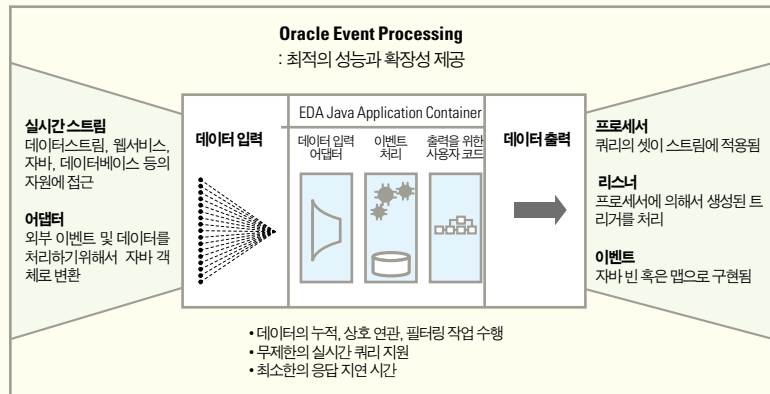 Oracle Event Processing
: 최적의 성능과 확장성 제공
실시간 스트림
데이터스트림, 웹서비스,
자바, 데이터베이스 등의
자원에 접근
어댑터
외부 이벤트 및 데이터를
처리하기위해서 자바 객
체로 변환
데이터 입력
EDA Java Application Container
데이터 입력
어댑터
이벤트
처리
출력을 위한
사용자 코드
데이터 출력
프로세서
쿼리의 셋이 스트림에 적용됨
리스너
프로세서에 의해서 생성된 트
리거를 처리
이벤트
자바 빈 혹은 맵으로 구현됨
• 데이터의 누적, 상호 연관, 필터링 작업 수행
• 무제한의 실시간 쿼리 지원
• 최소한의 응답 지연 시간